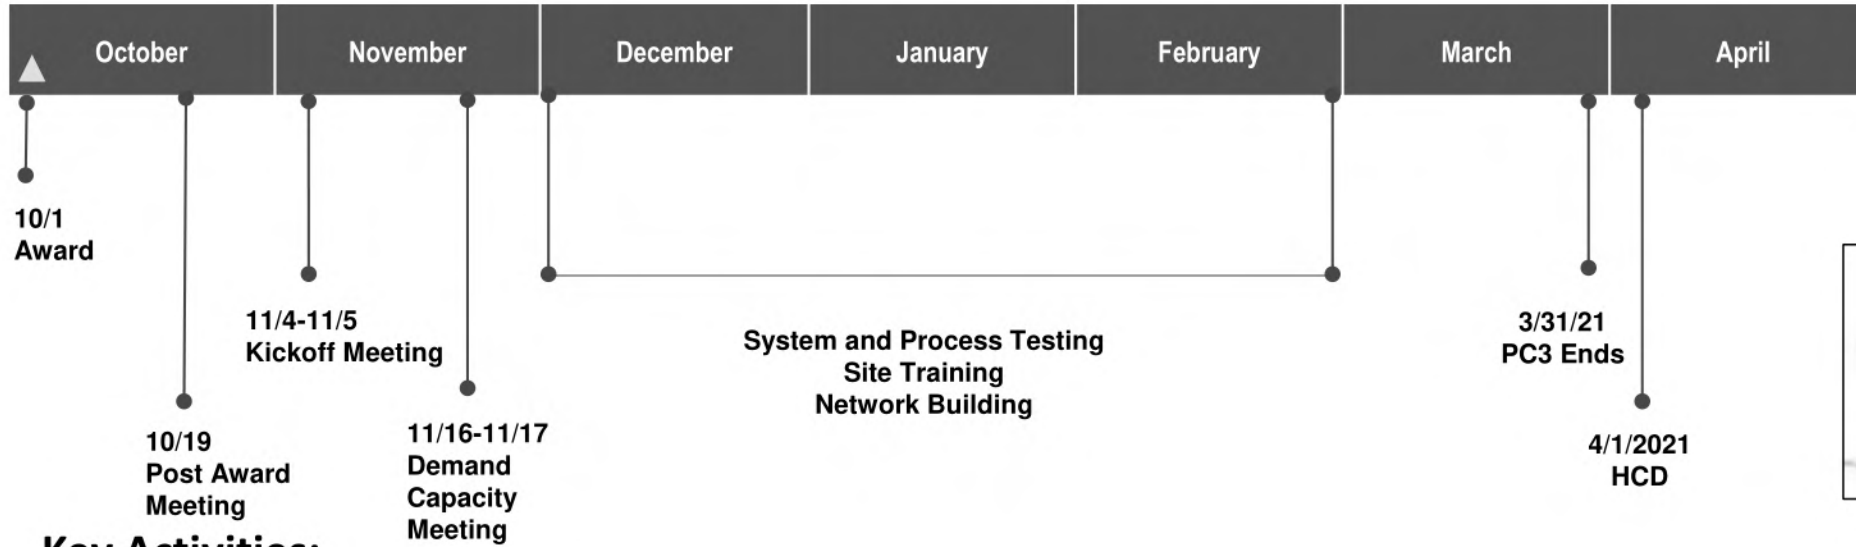 October
November
December
January
February
March
April
10/1
Award
10/19
Post Award
Meeting
11/4-11/5
Kickoff Meeting
11/16-11/17
Demand
Capacity
Meeting
System and Process Testing
Site Training
Network Building
3/31/21
PC3 Ends
4/1/2021
HCD
Key Activities: